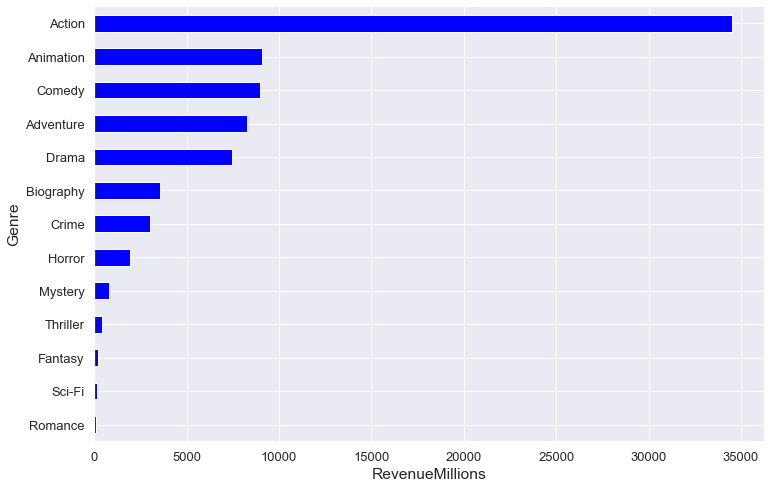 Action
Animation
Comedy
Adventure
Drama
Biography
Crime
Horror
Mystery
Thriller
Fantasy
Sci-Fi
Romance
Genre
0 5000 10000 15000 20000 25000 30000 35000
RevenueMillions